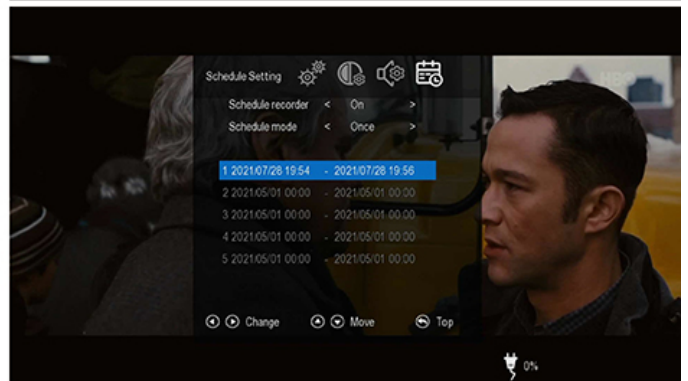 HBO
Schedule Setting
Schedule recorder < On >
Schedule mode < Once >
1 2021/07/28 19:54 - 2021/07/28 19:56
2 2021/05/01 00:00 - 2021/05/01 00:00
3 2021/05/01 00:00 - 2021/05/01 00:00
4 2021/05/01 00:00 - 2021/05/01 00:00
5 2021/05/01 00:00 - 2021/05/01 00:00
Change Move Top
0%